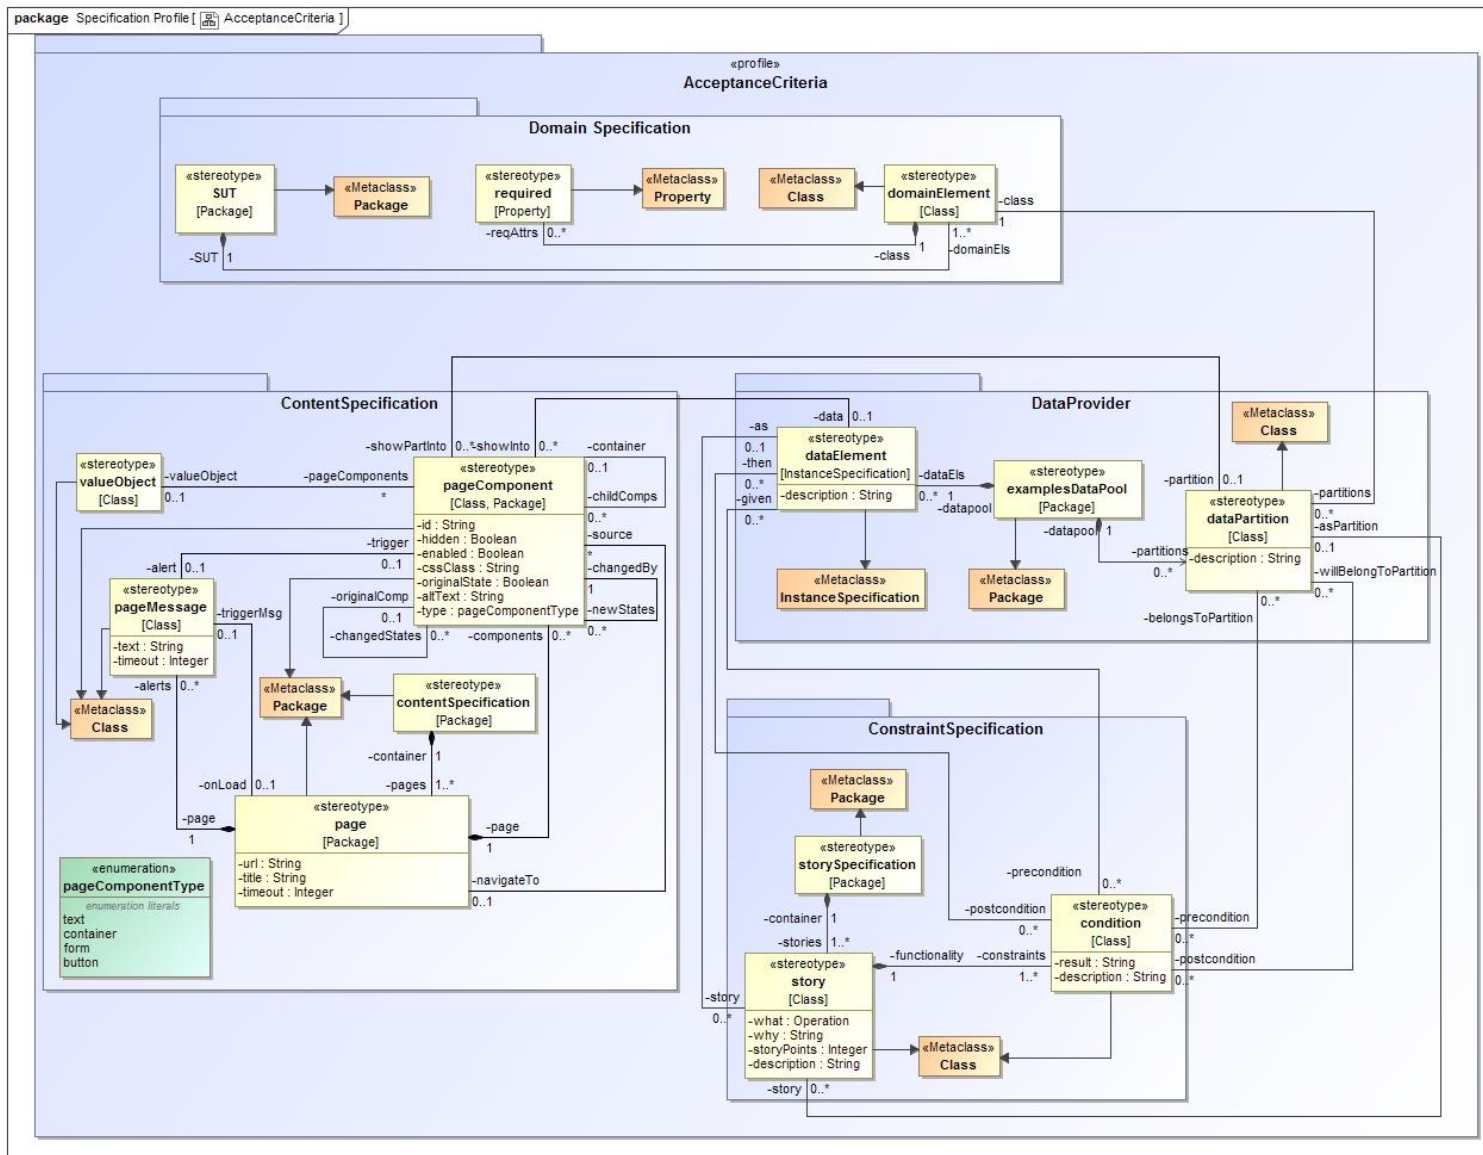 package Specification Profile [ AcceptanceCriteria ]
«profile»
AcceptanceCriteria
Domain Specification
«stereotype»
SUT
[Package]
«Metaclass»
Package
«stereotype»
required
[Property]
«Metaclass»
Property
«Metaclass»
Class
«stereotype»
domainElement
[Class]
-class
1
-reqAttrs 0..*
-class 1
1..*
-domainEls
-SUT 1
ContentSpecification
-showPartInto 0..*
-showInto 0..*
-container
0..1
«stereotype»
valueObject
[Class]
-valueObject
0..1
-pageComponents
*
«stereotype»
pageComponent
[Class, Package]
-id : String
-hidden : Boolean
-enabled : Boolean
-cssClass : String
-originalState : Boolean
-altText : String
-type : pageComponentType
-childComps
0..*
-source
*
-changedBy
1
-newStates
0..*
-trigger
0..1
-alert 0..1
-originalComp
0..1
-changedStates 0..*
-components 0..*
«stereotype»
pageMessage
[Class]
-text : String
-timeout : Integer
-triggerMsg
0..1
-alerts 0..*
«Metaclass»
Class
«Metaclass»
Package
«stereotype»
contentSpecification
[Package]
-container 1
-pages 1..*
-onLoad 0..1
-page
1
«stereotype»
page
[Package]
-url : String
-title : String
-timeout : Integer
-page
1
-navigateTo
0..1
«enumeration»
pageComponentType
enumeration literals
text
container
form
button
DataProvider
-data 0..1
-as
0..1
-then
0..*
-given
0..*
«stereotype»
dataElement
[InstanceSpecification]
-description : String
-dataEls
0..* 1
-datapool
«stereotype»
examplesDataPool
[Package]
-datapool 1
-partitions
0..*
«Metaclass»
InstanceSpecification
«Metaclass»
Package
«Metaclass»
Class
-partition 0..1
«stereotype»
dataPartition
[Class]
-description : String
-partitions
0..*
-asPartition
0..1
-willBelongToPartition
0..*
0..*
-belongsToPartition
ConstraintSpecification
«Metaclass»
Package
«stereotype»
storySpecification
[Package]
-container 1
-stories 1..*
«stereotype»
story
[Class]
-what : Operation
-why : String
-storyPoints : Integer
-description : String
-functionality
1
-constraints
1..*
-precondition
0..*
-postcondition
0..*
«stereotype»
condition
[Class]
-result : String
-description : String
-precondition
0..*
-postcondition
0..*
-story
0..*
«Metaclass»
Class
-story 0..*